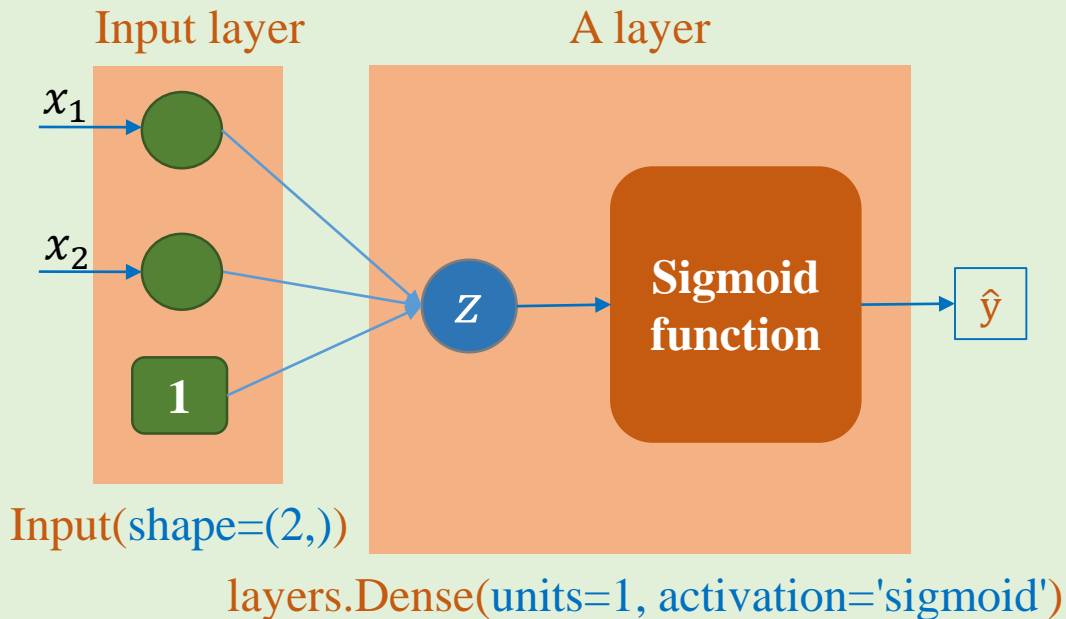 Input layer
A layer
x₁
x₂
1
z
Sigmoid
function
ŷ
Input(shape=(2,))
layers.Dense(units=1, activation='sigmoid')